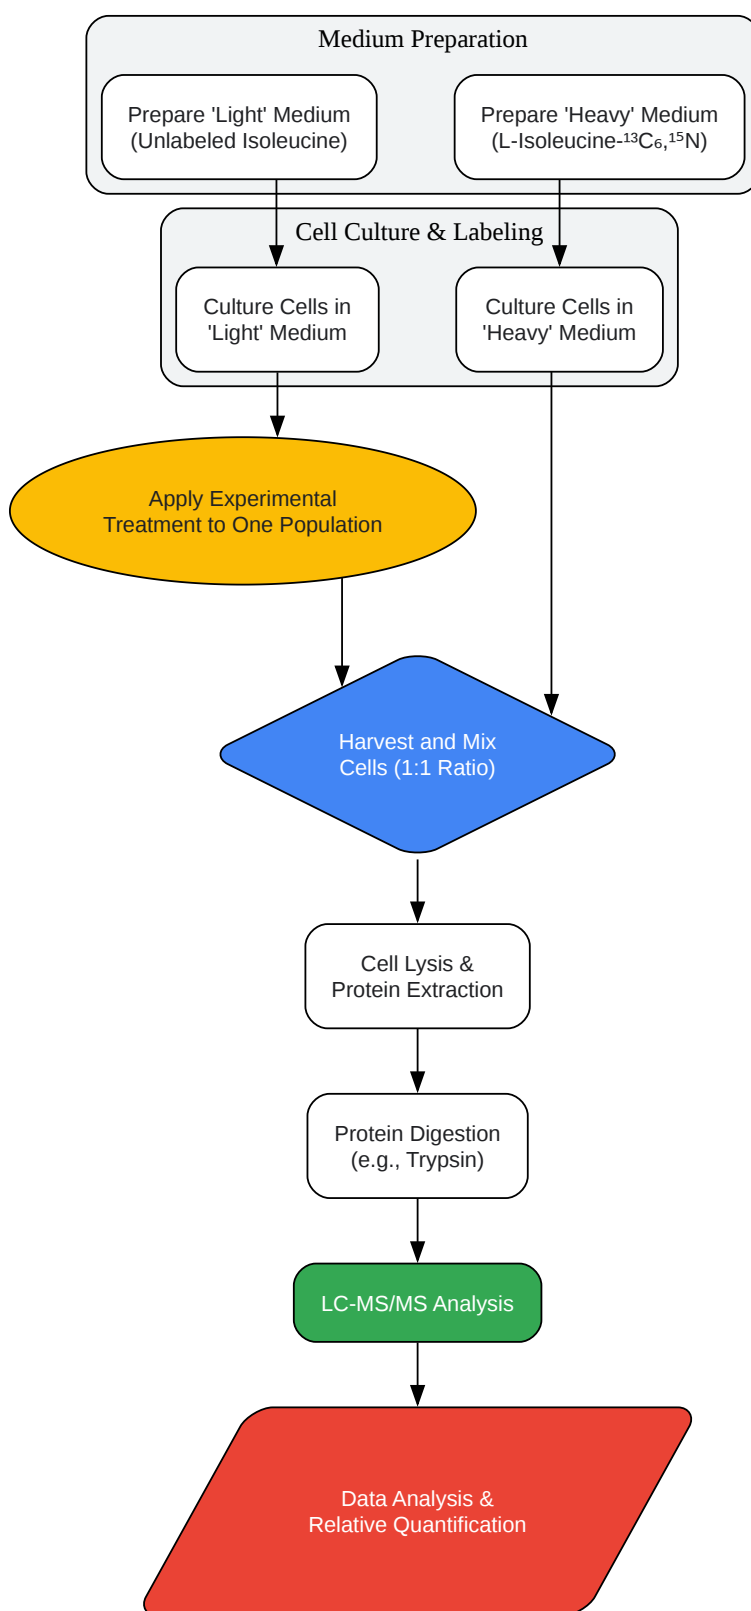 Medium Preparation
Prepare 'Light' Medium
(Unlabeled Isoleucine)
Prepare 'Heavy' Medium
(L-Isoleucine-¹³C₆,¹⁵N)
Cell Culture & Labeling
Culture Cells in
'Light' Medium
Culture Cells in
'Heavy' Medium
Apply Experimental
Treatment to One Population
Harvest and Mix
Cells (1:1 Ratio)
Cell Lysis &
Protein Extraction
Protein Digestion
(e.g., Trypsin)
LC-MS/MS Analysis
Data Analysis &
Relative Quantification